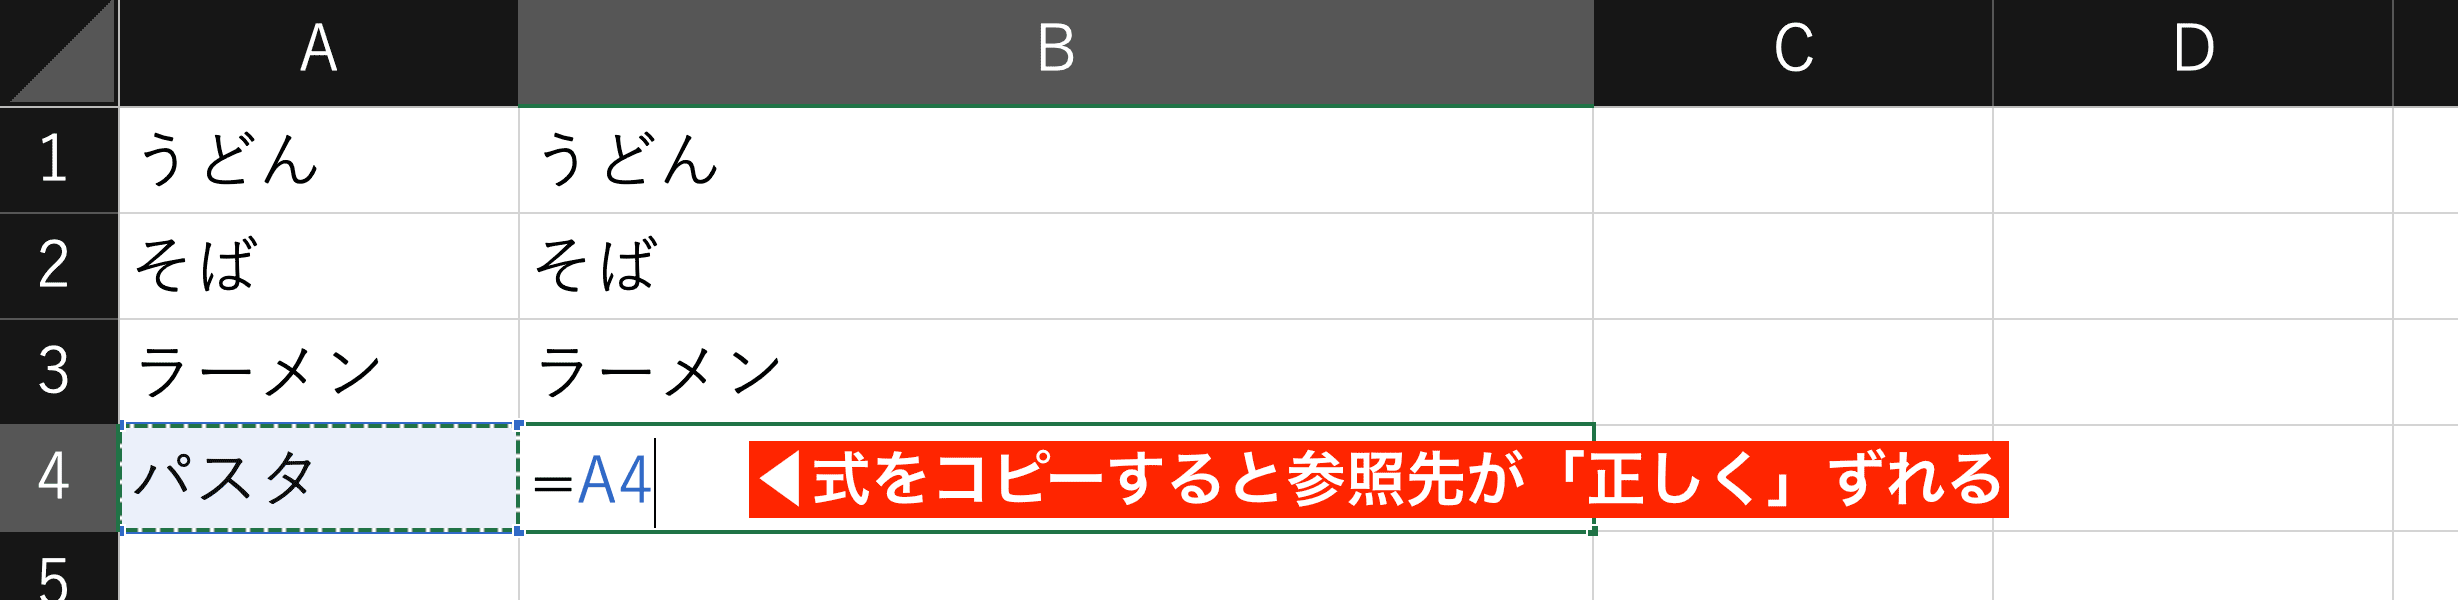 A B C D
1 うどん うどん
2 そば そば
3 ラーメン ラーメン
4 パスタ =A4 ◀式をコピーすると参照先が「正しく」ずれる
5